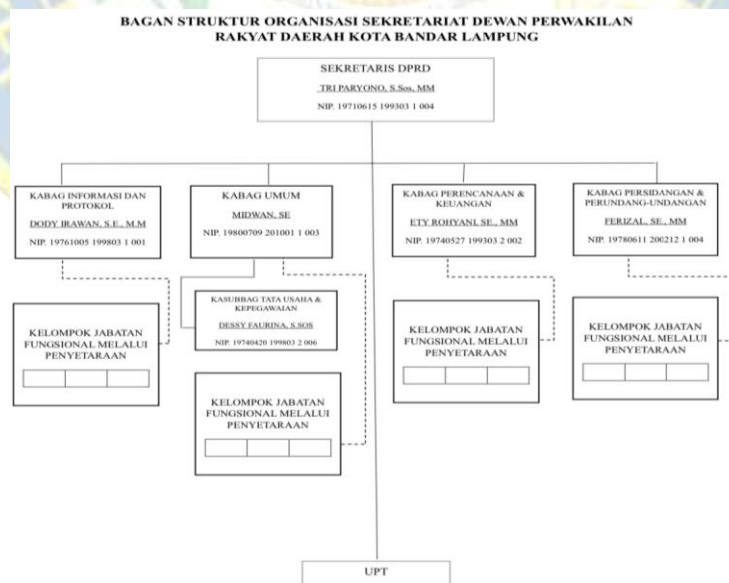 BAGAN STRUKTUR ORGANISASI SEKRETARIAT DEWAN PERWAKILAN
RAKYAT DAERAH KOTA BANDAR LAMPUNG
SEKRETARIS DPRD
TRI PARYONO, S.Sos, MM
NIP. 19710615 199303 1 004
KABAG INFORMASI DAN
PROTOKOL
DODY IRAWAN, S.E., M.M
NIP. 19761005 199803 1 001
KABAG UMUM
MIDWAN, SE
NIP. 19800709 201001 1 003
KABAG PERENCANAAN &
KEUANGAN
ETY ROHYANI, SE., MM
NIP. 19740527 199303 2 002
KABAG PERSIDANGAN &
PERUNDANG-UNDANGAN
FERIZAL, SE., MM
NIP. 19780611 200212 1 004
KELOMPOK JABATAN
FUNGSIONAL MELALUI
PENYETARAAN
KASUBBAG TATA USAHA &
KEPEGAWAIAN
DESSY FAURINA, S.SOS
NIP. 19740420 199803 2 006
KELOMPOK JABATAN
FUNGSIONAL MELALUI
PENYETARAAN
KELOMPOK JABATAN
FUNGSIONAL MELALUI
PENYETARAAN
KELOMPOK JABATAN
FUNGSIONAL MELALUI
PENYETARAAN
UPT